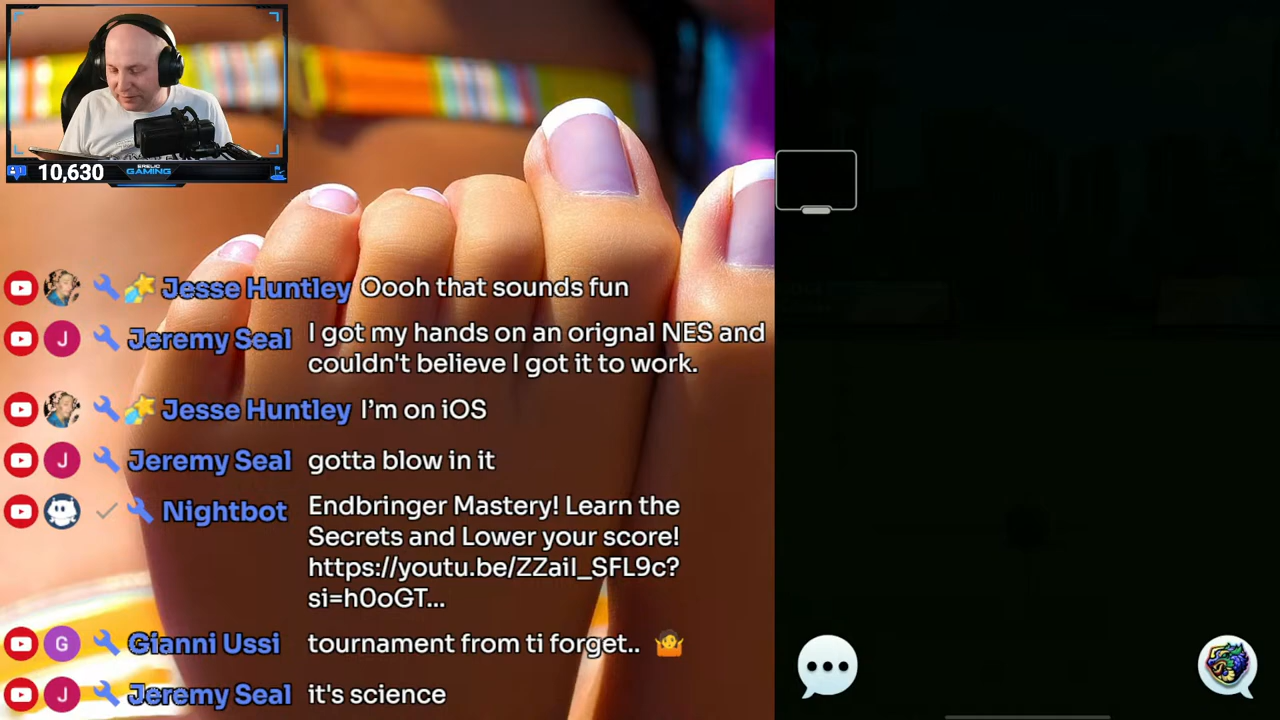 10,630
ERELIC
GAMING
Jesse Huntley Oooh that sounds fun
Jeremy Seal I got my hands on an orignal NES and
couldn't believe I got it to work.
Jesse Huntley I'm on iOS
J Jeremy Seal gotta blow in it
Nightbot Endbringer Mastery! Learn the
Secrets and Lower your score!
https://youtu.be/ZZaiI_SFL9c?
si=h0oGT...
G Gianni Ussi tournament from ti forget.. 🤷
J Jeremy Seal it's science